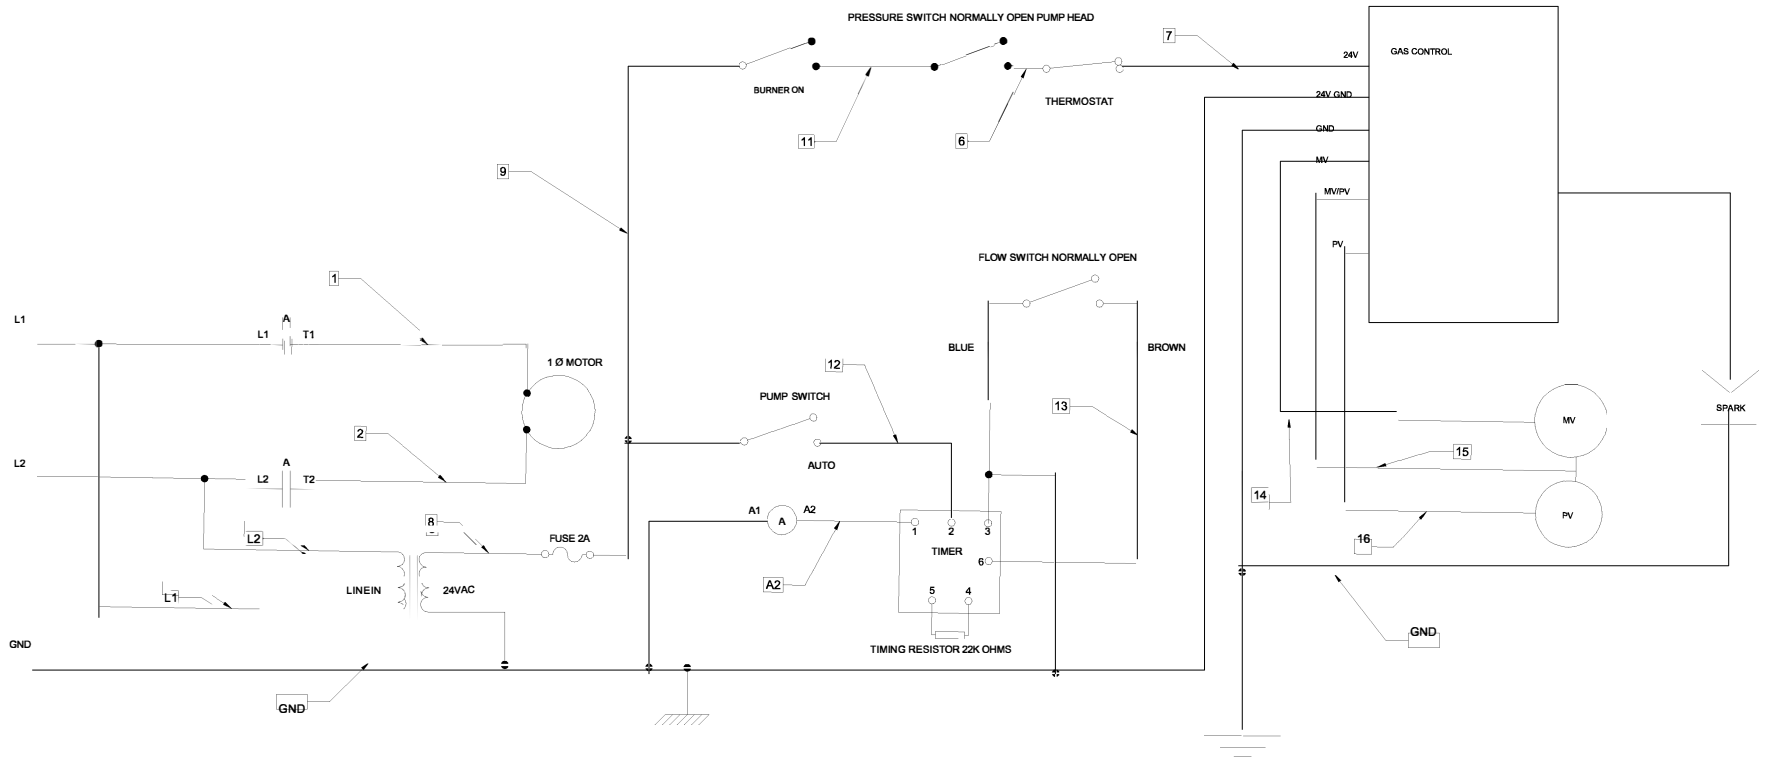 PRESSURE SWITCH NORMALLY OPEN PUMP HEAD
7
24V
GAS CONTROL
BURNER ON
THERMOSTAT
24V GND
11
6
GND
9
MV
MV/PV
PV
FLOW SWITCH NORMALLY OPEN
1
L1
A
L1
T1
BLUE
BROWN
1 Ø MOTOR
12
PUMP SWITCH
13
SPARK
MV
2
L2
A
L2
T2
AUTO
15
14
A1
A
A2
8
1
2
3
PV
L2
FUSE 2A
TIMER
16
6
LINEIN
24VAC
A2
L1
5
4
GND
TIMING RESISTOR 22K OHMS
GND
GND